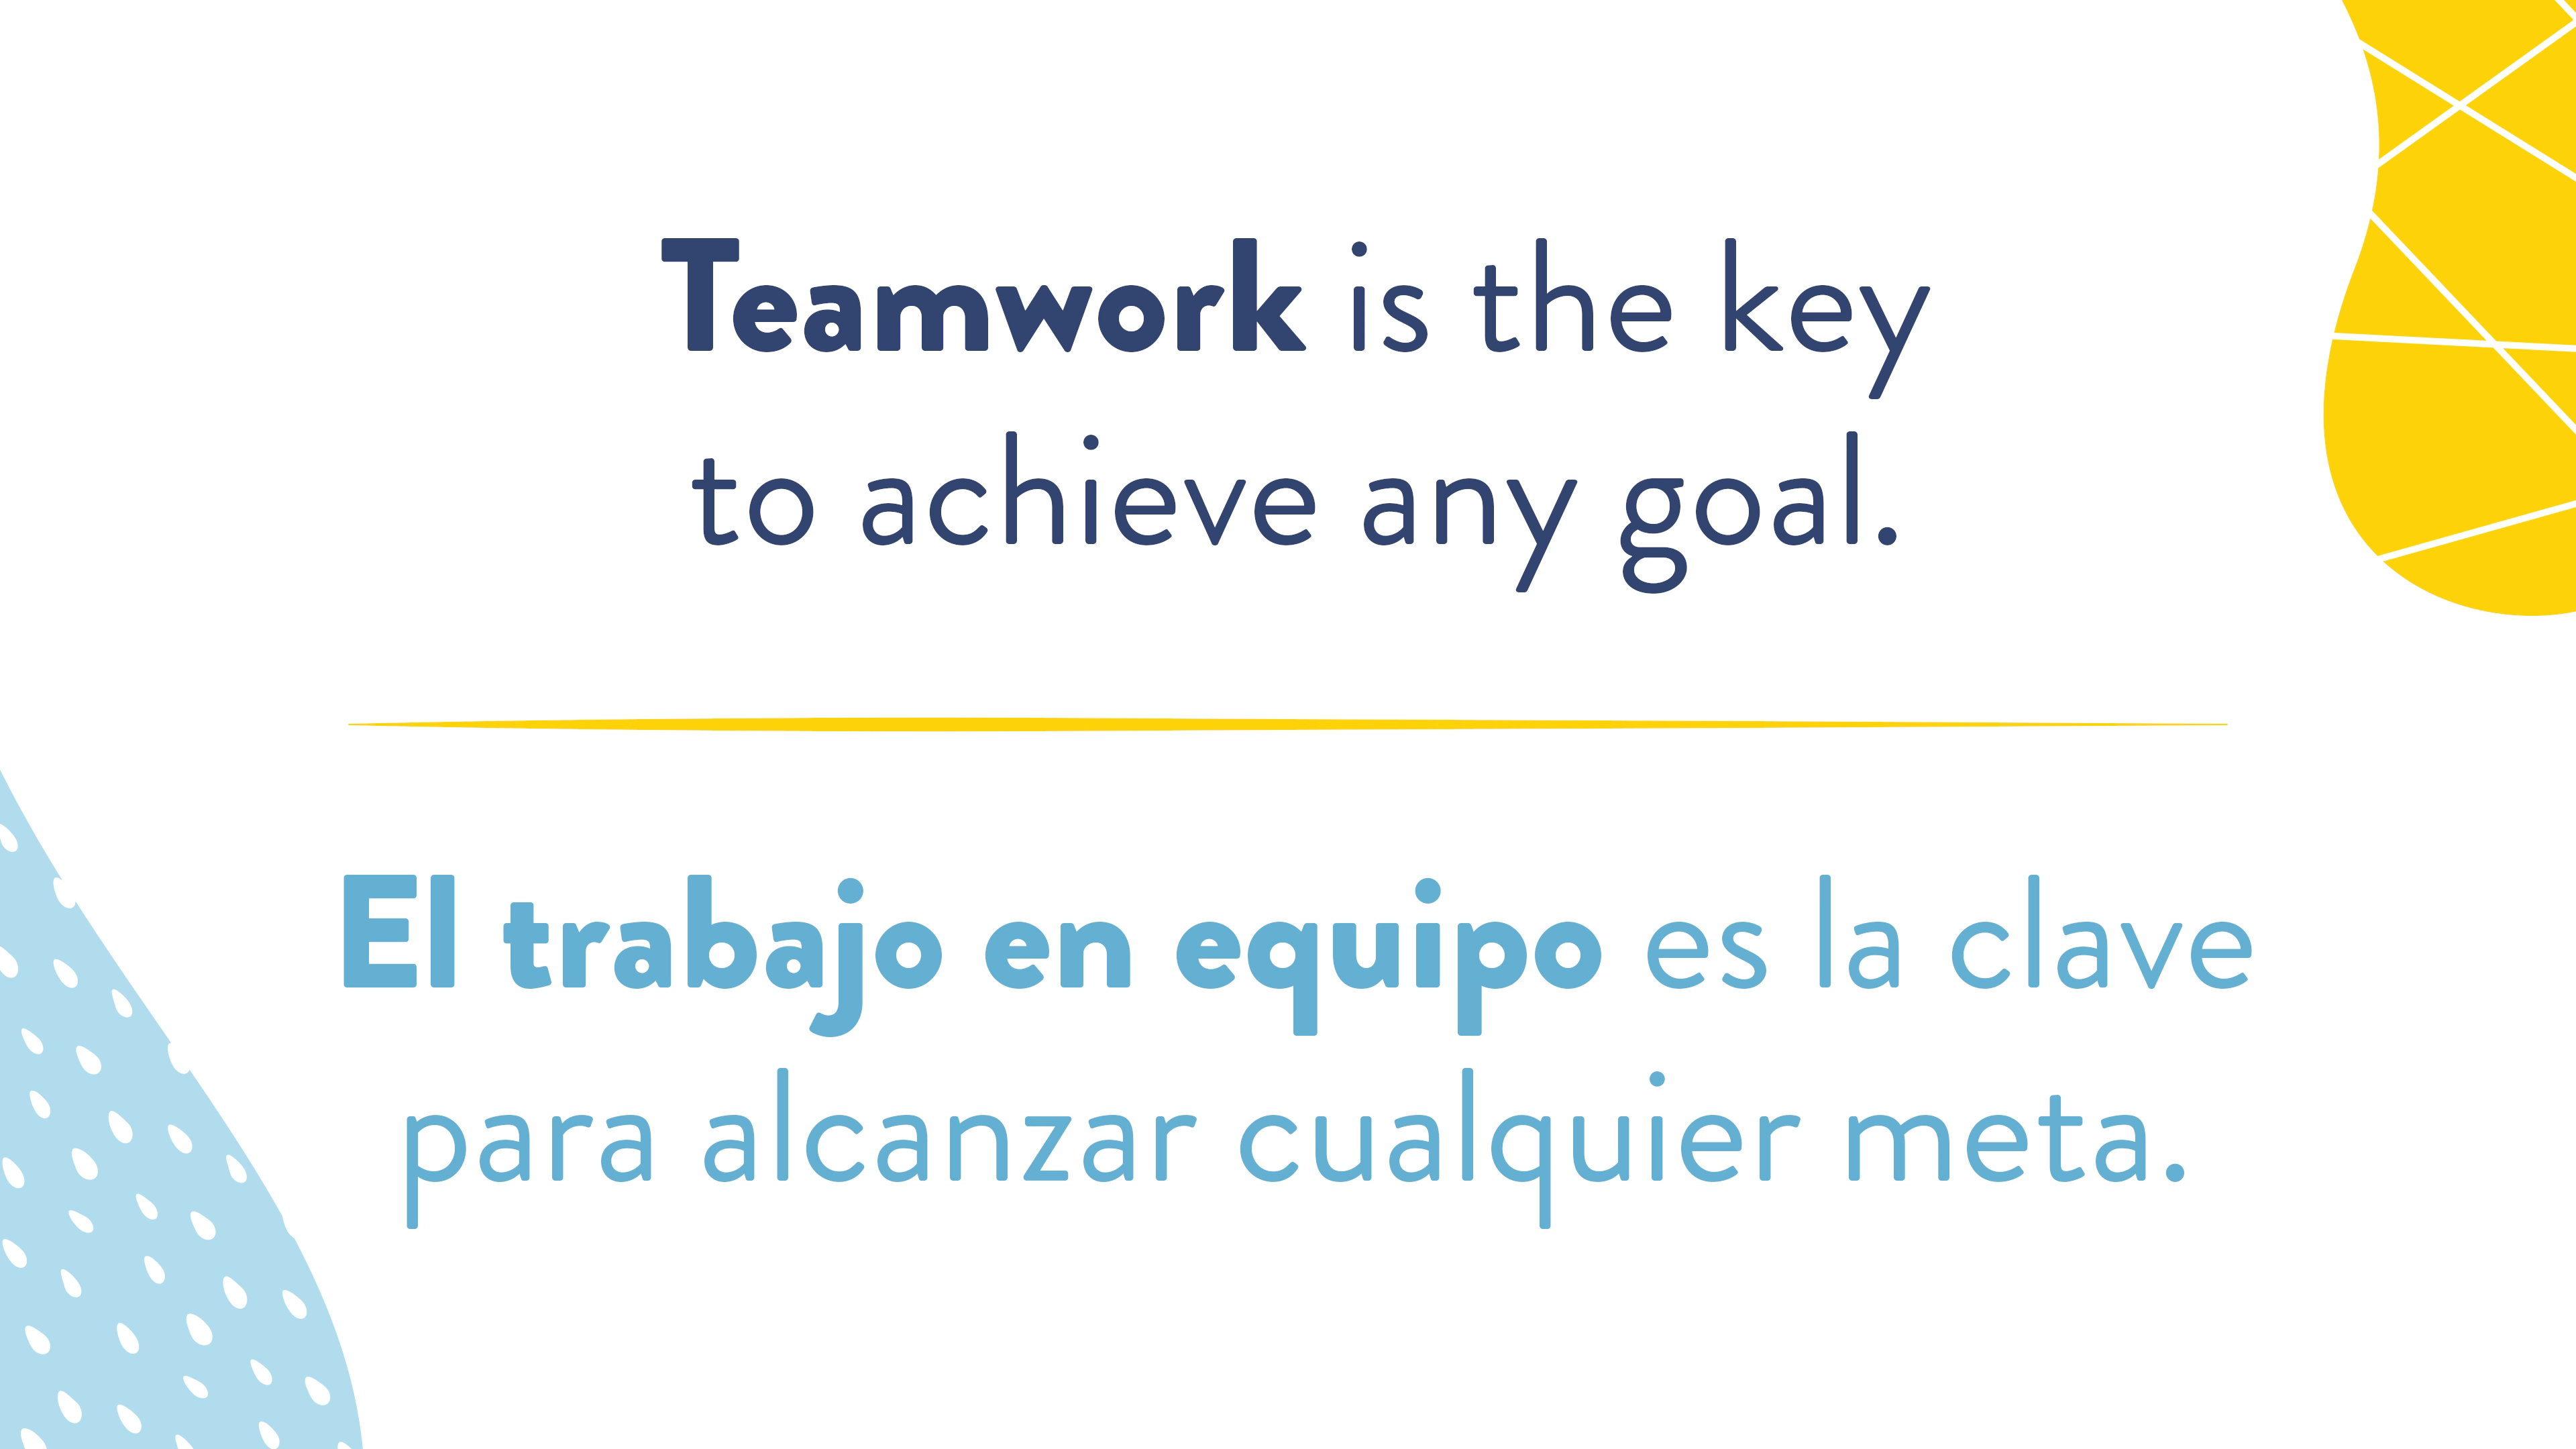 Teamwork is the key
to achieve any goal.
El trabajo en equipo es la clave
para alcanzar cualquier meta.